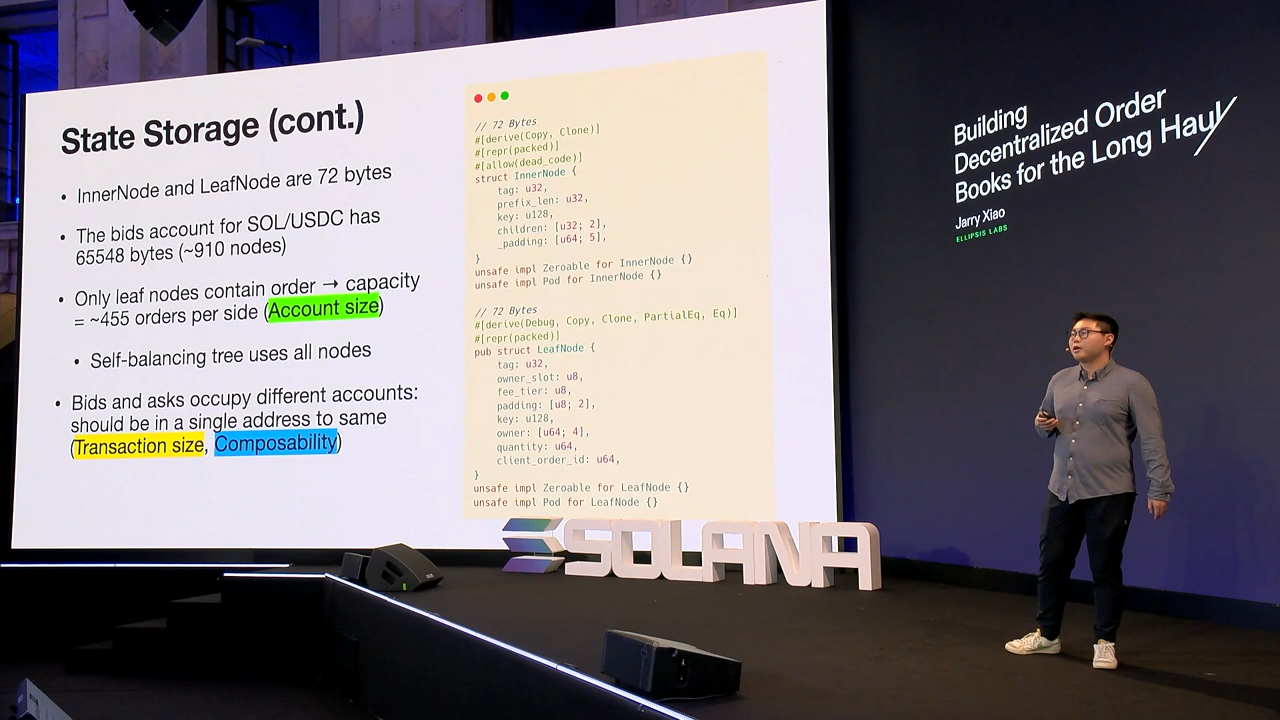 State Storage (cont.)
• InnerNode and LeafNode are 72 bytes
• The bids account for SOL/USDC has
65548 bytes (~910 nodes)
• Only leaf nodes contain order → capacity
= ~455 orders per side (Account size)
• Self-balancing tree uses all nodes
• Bids and asks occupy different accounts:
should be in a single address to same
(Transaction size, Composability)
// 72 Bytes
#[derive(Copy, Clone)]
#[repr(packed)]
#[allow(dead_code)]
struct InnerNode {
tag: u32,
prefix_len: u32,
key: u128,
children: [u32; 2],
_padding: [u64; 5],
}
unsafe impl Zeroable for InnerNode {}
unsafe impl Pod for InnerNode {}
// 72 Bytes
#[derive(Debug, Copy, Clone, PartialEq, Eq)]
#[repr(packed)]
pub struct LeafNode {
tag: u32,
owner_slot: u8,
fee_tier: u8,
padding: [u8; 2],
key: u128,
owner: [u64; 4],
quantity: u64,
client_order_id: u64,
}
unsafe impl Zeroable for LeafNode {}
unsafe impl Pod for LeafNode {}
Building
Decentralized Order
Books for the Long Haul
Jarry Xiao
ELLIPSIS LABS
SOLANA